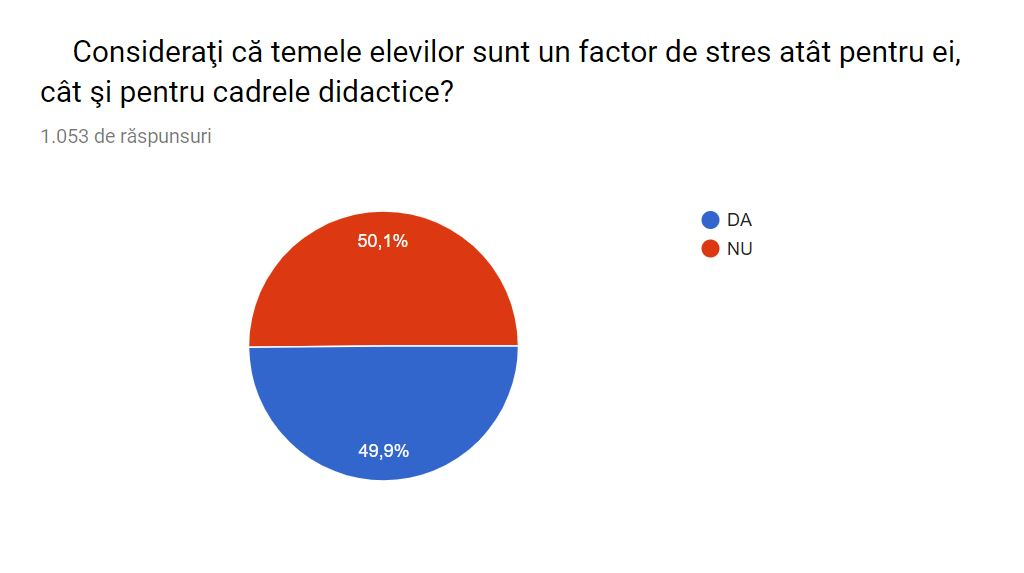 Consideraţi că temele elevilor sunt un factor de stres atât pentru ei,
cât şi pentru cadrele didactice?
1.053 de răspunsuri
DA
NU
50,1%
49,9%